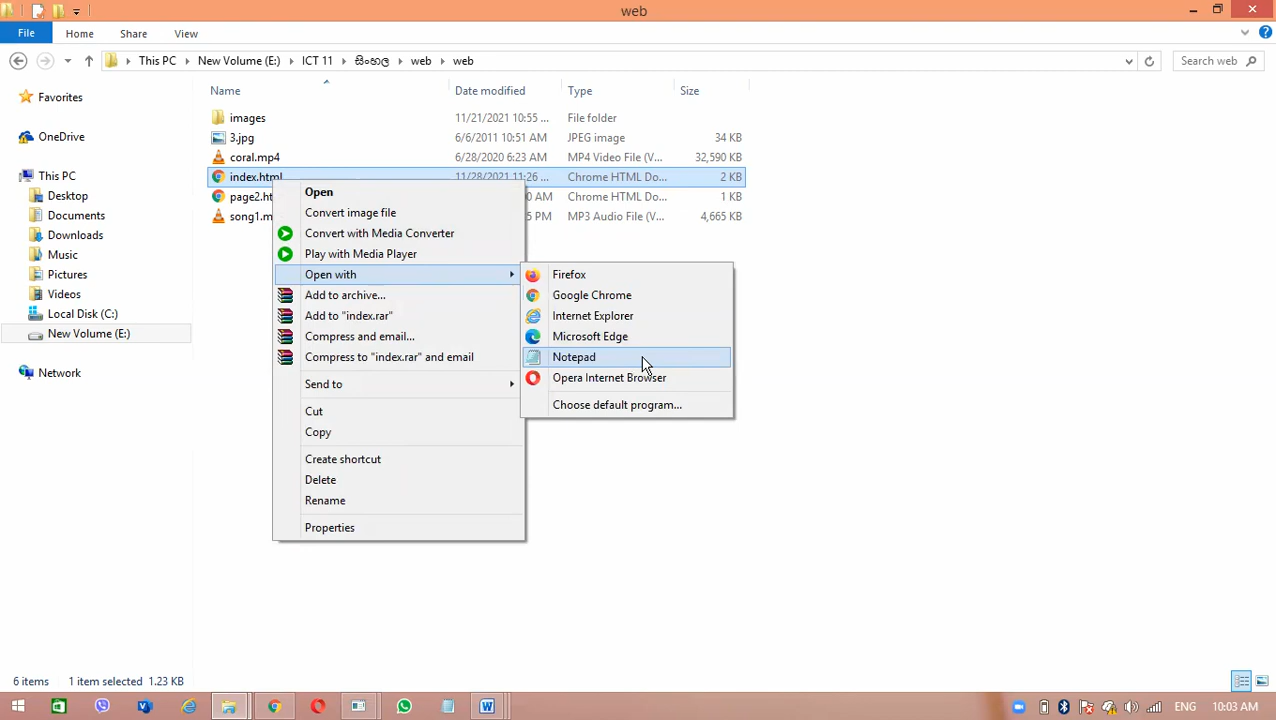 web
File Home Share View
This PC New Volume (E:) ICT 11 සිංහල web web
Search web
Name Date modified Type Size
Favorites
OneDrive
This PC
Desktop
Documents
Downloads
Music
Pictures
Videos
Local Disk (C:)
New Volume (E:)
Network
images 11/21/2021 10:55 ... File folder
3.jpg 6/6/2011 10:51 AM JPEG image 34 KB
coral.mp4 6/28/2020 6:23 AM MP4 Video File (V... 32,590 KB
index.html 11/28/2021 11:26 ... Chrome HTML Do... 2 KB
page2.ht 0 AM Chrome HTML Do... 1 KB
song1.m 5 PM MP3 Audio File (V... 4,665 KB
Open
Convert image file
Convert with Media Converter
Play with Media Player
Open with
Add to archive...
Add to "index.rar"
Compress and email...
Compress to "index.rar" and email
Send to
Cut
Copy
Create shortcut
Delete
Rename
Properties
Firefox
Google Chrome
Internet Explorer
Microsoft Edge
Notepad
Opera Internet Browser
Choose default program...
6 items 1 item selected 1.23 KB
ENG 10:03 AM